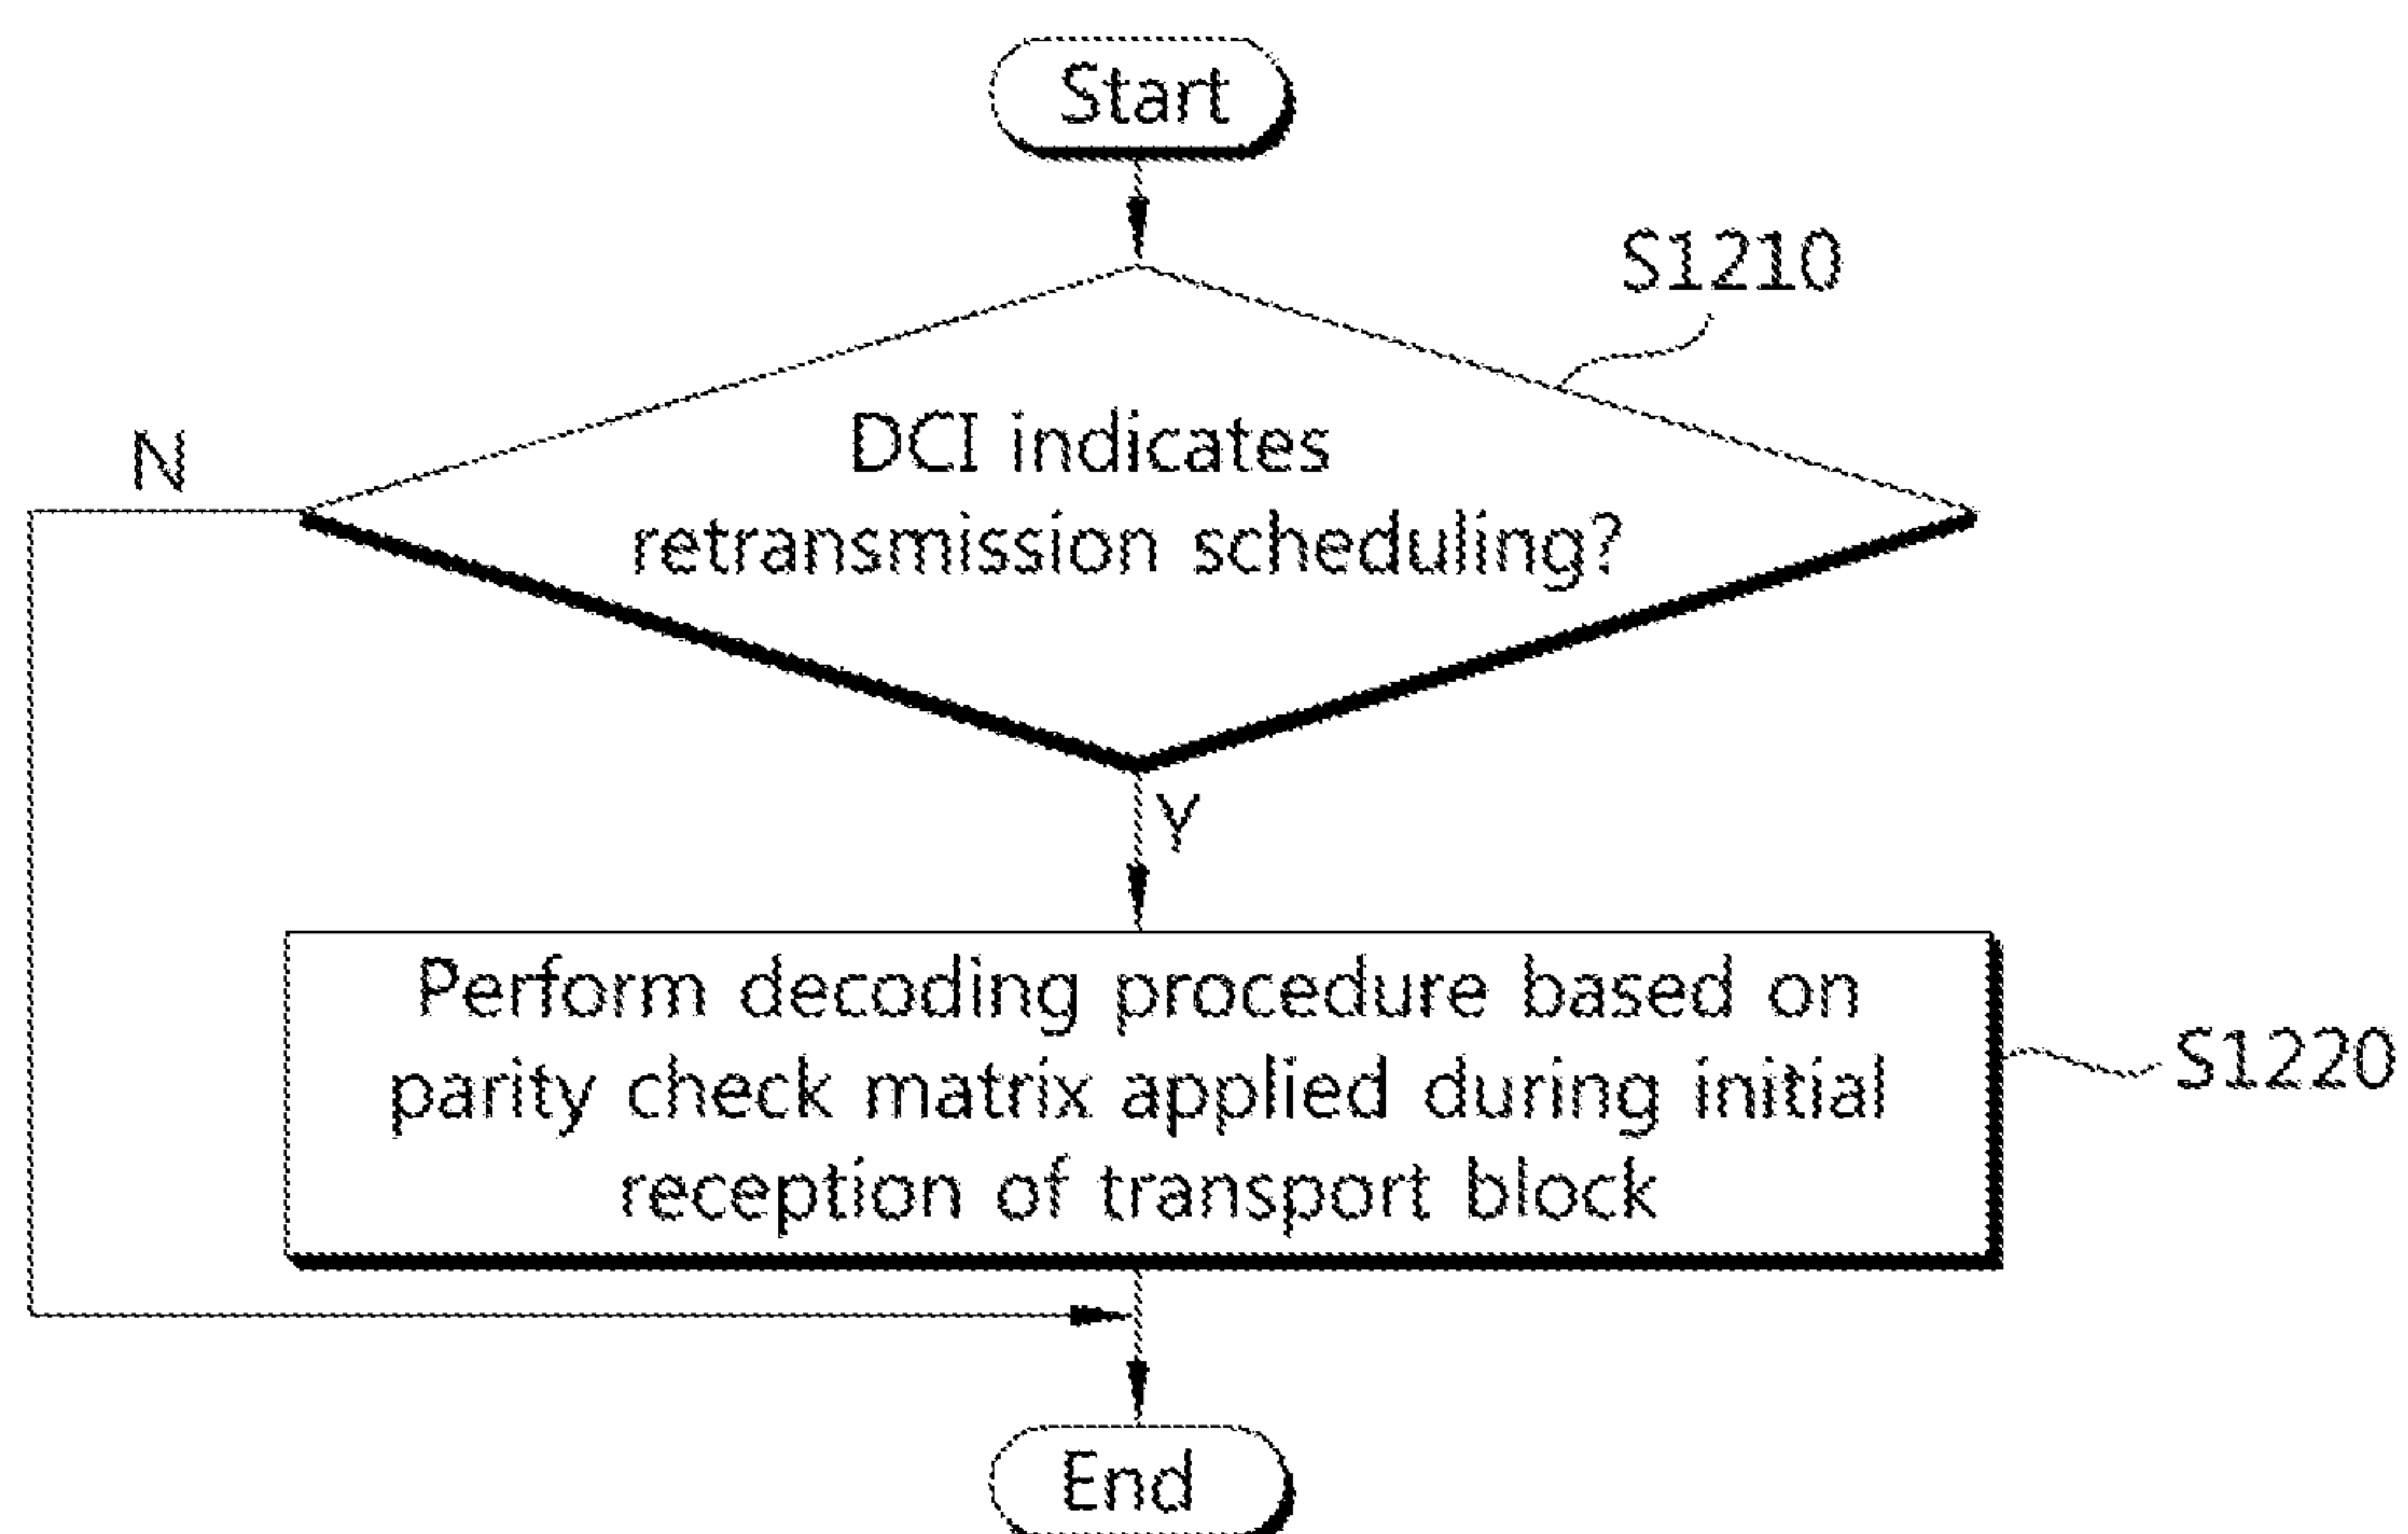 Start
S1210
DCI indicates
N
retransmission scheduling?
Y
Perform decoding procedure based on
parity check matrix applied during initial
S1220
reception of transport block
End